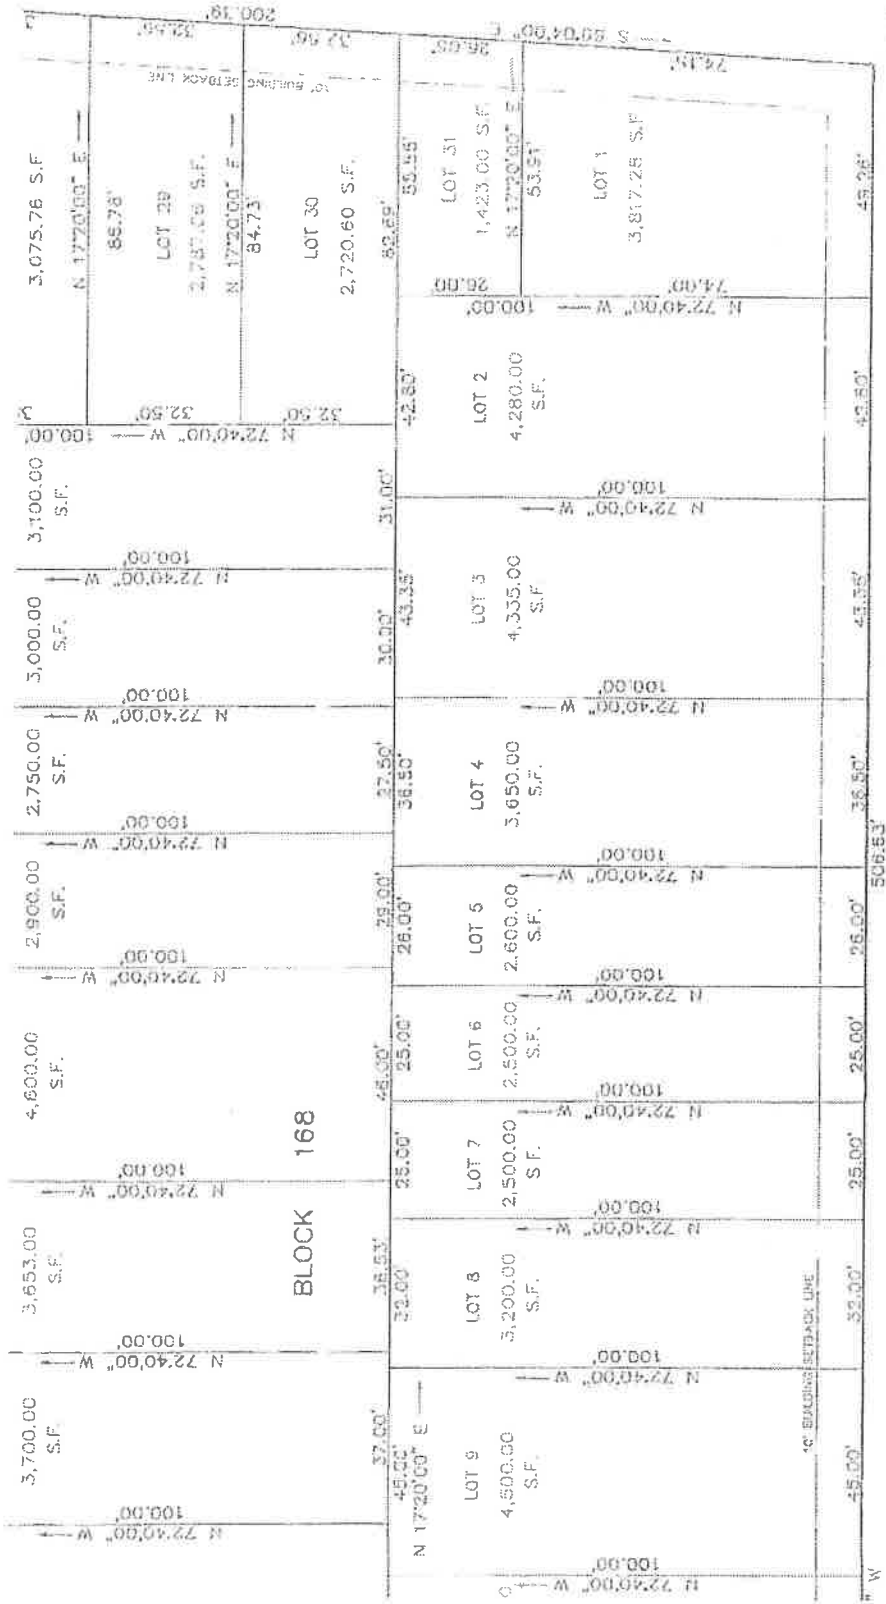 200.19'
S 69°04'00" E
3,075.76 S.F
N 17°20'00" E
32.56'
10' BUILDING SETBACK LINE
LOT 29
N 17°20'00" E
84.73'
32.56'
LOT 30
2,720.60 S.F.
82.69'
32.50'
32.50'
N 72°40'00" W
100.00'
26.05'
LOT 31
1,423.00 S.F.
N 17°20'00" E
53.91'
26.00'
74.18'
LOT 1
3,817.25 S.F
49.26'
74.00'
N 72°40'00" W
100.00'
3,100.00
S.F.
31.00'
100.00'
N 72°40'00" W
3,000.00
S.F.
30.00'
100.00'
N 72°40'00" W
2,750.00
S.F.
27.50'
100.00'
N 72°40'00" W
2,900.00
S.F.
29.00'
100.00'
N 72°40'00" W
4,600.00
S.F.
46.00'
100.00'
N 72°40'00" W
BLOCK 168
3,653.00
S.F.
36.53'
100.00'
N 72°40'00" W
3,700.00
S.F.
37.00'
100.00'
N 72°40'00" W
42.80'
LOT 2
4,280.00
S.F.
42.80'
100.00'
N 72°40'00" W
43.35'
LOT 3
4,335.00
S.F
43.35'
100.00'
N 72°40'00" W
36.50'
LOT 4
3,650.00
S.F.
36.50'
100.00'
N 72°40'00" W
506.63'
26.00'
LOT 5
2,600.00
S.F.
26.00'
100.00'
N 72°40'00" W
25.00'
LOT 6
2,500.00
S.F.
25.00'
100.00'
N 72°40'00" W
25.00'
LOT 7
2,500.00
S.F.
25.00'
100.00'
N 72°40'00" W
32.00'
LOT 8
3,200.00
S.F.
32.00'
100.00'
N 72°40'00" W
10' BUILDING SETBACK LINE
45.00'
N 17°20'00" E
LOT 9
4,500.00
S.F.
45.00'
100.00'
N 72°40'00" W
" W